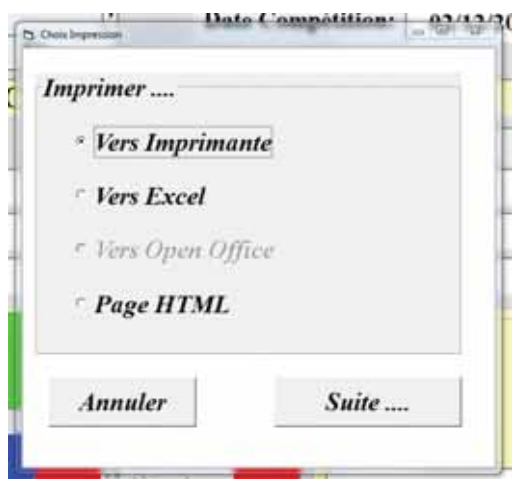 Date Compétition:
Choix Impression
Imprimer ....
Vers Imprimante
Vers Excel
Vers Open Office
Page HTML
Annuler
Suite ....